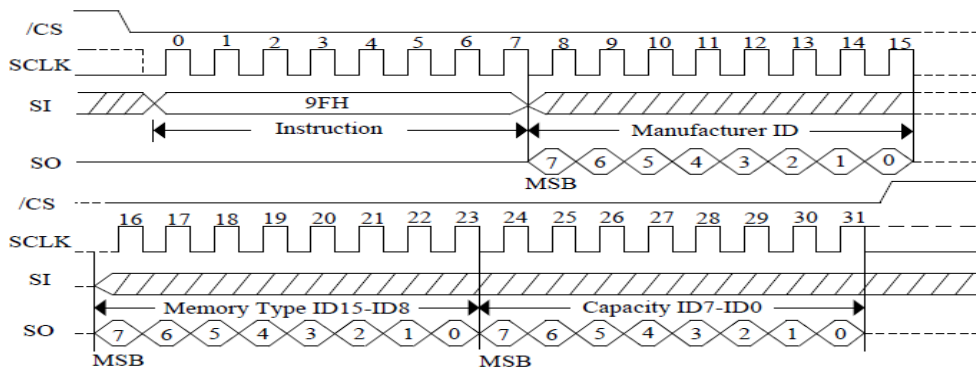 /CS
0 1 2 3 4 5 6 7 8 9 10 11 12 13 14 15
SCLK
SI 9FH
Instruction Manufacturer ID
SO 7 6 5 4 3 2 1 0
MSB
/CS
16 17 18 19 20 21 22 23 24 25 26 27 28 29 30 31
SCLK
SI
Memory Type ID15-ID8 Capacity ID7-ID0
SO 7 6 5 4 3 2 1 0 7 6 5 4 3 2 1 0
MSB MSB